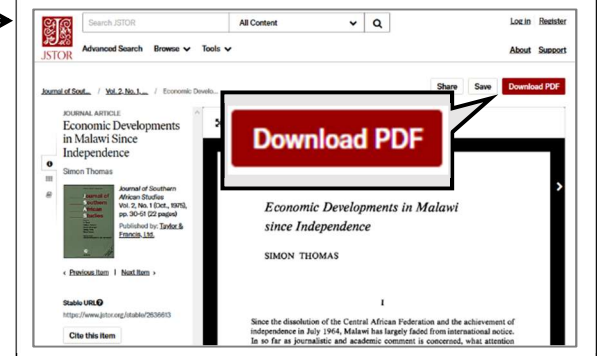 Search JSTOR
All Content
Log in Register
JSTOR
Advanced Search Browse Tools
About Support
Journal of Sout... / Vol. 2, No. 1, ... / Economic Develo...
Share Save Download PDF
Download PDF
JOURNAL ARTICLE
Economic Developments
in Malawi Since
Independence
Simon Thomas
Journal of Southern
African Studies
Vol. 2, No. 1 (Oct., 1975),
pp. 30-51 (22 pages)
Published by: Taylor &
Francis, Ltd.
‹ Previous Item | Next Item ›
Stable URL
https://www.jstor.org/stable/2636613
Cite this Item
Economic Developments in Malawi
since Independence
SIMON THOMAS
I
Since the dissolution of the Central African Federation and the achievement of
independence in July 1964, Malawi has largely faded from international notice.
In so far as journalistic and academic comment is concerned, what attention